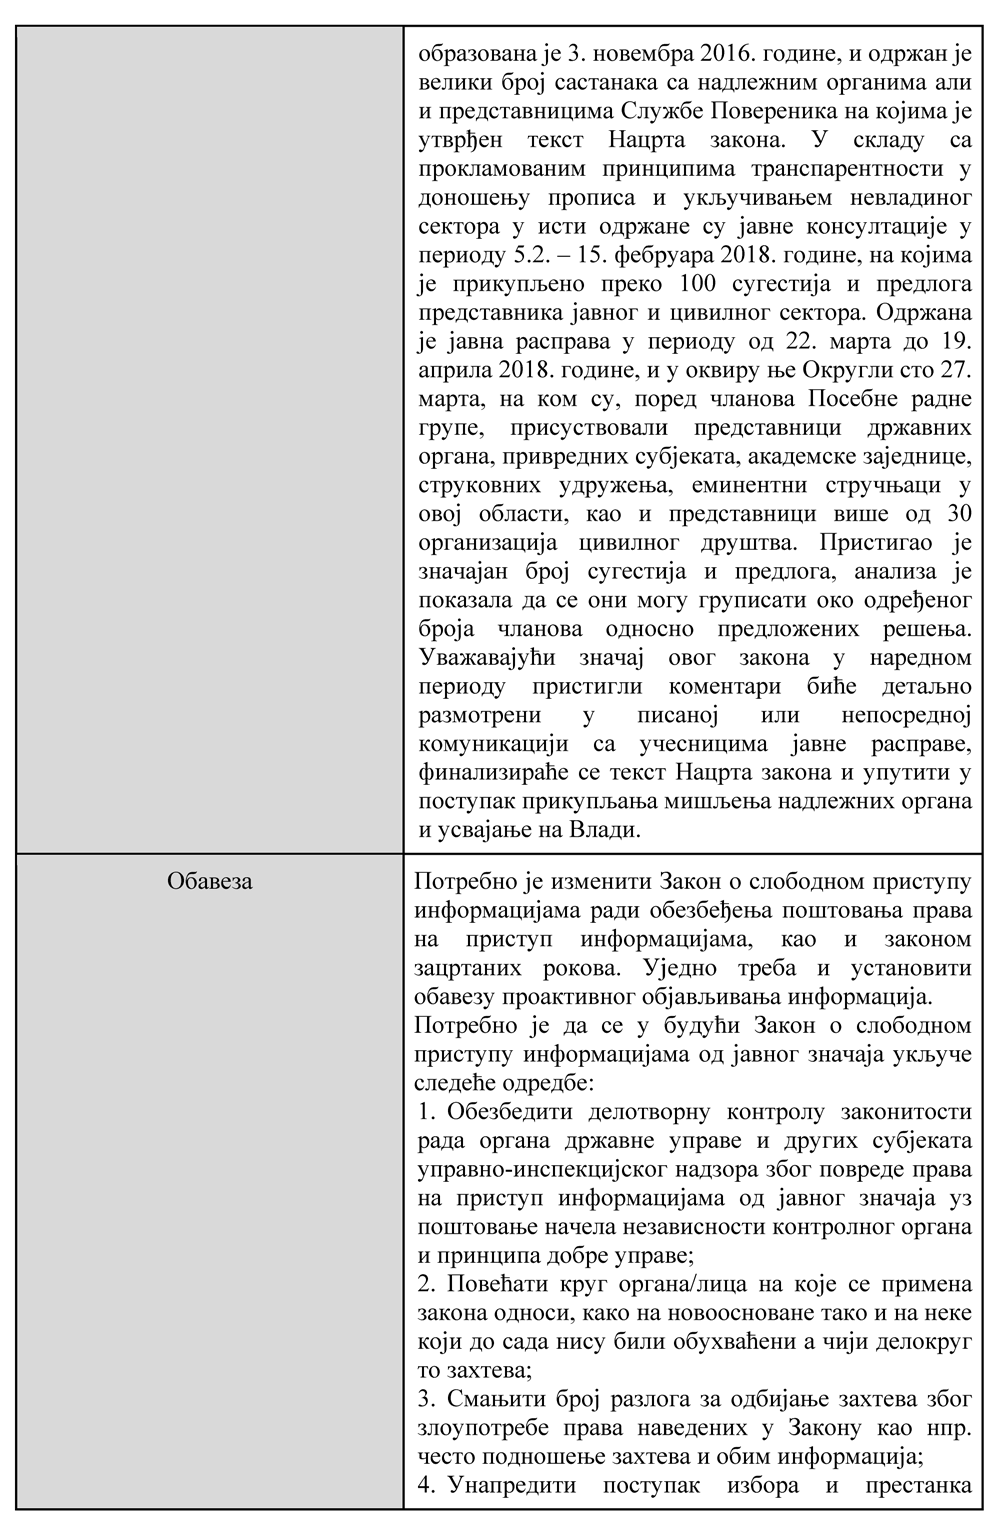 образована је 3. новембра 2016. године, и одржан је
велики број састанака са надлежним органима али
и представницима Службе Повереника на којима је
утврђен текст Нацрта закона. У складу са
прокламованим принципима транспарентности у
доношењу прописа и укључивањем невладиног
сектора у исти одржане су јавне консултације у
периоду 5.2. – 15. фебруара 2018. године, на којима
је прикупљено преко 100 сугестија и предлога
представника јавног и цивилног сектора. Одржана
је јавна расправа у периоду од 22. марта до 19.
априла 2018. године, и у оквиру ње Округли сто 27.
марта, на ком су, поред чланова Посебне радне
групе, присуствовали представници државних
органа, привредних субјеката, академске заједнице,
струковних удружења, еминентни стручњаци у
овој области, као и представници више од 30
организација цивилног друштва. Пристигао је
значајан број сугестија и предлога, анализа је
показала да се они могу груписати око одређеног
броја чланова односно предложених решења.
Уважавајући значај овог закона у наредном
периоду пристигли коментари биће детаљно
размотрени у писаној или непосредној
комуникацији са учесницима јавне расправе,
финализираће се текст Нацрта закона и упутити у
поступак прикупљања мишљења надлежних органа
и усвајање на Влади.
Обавеза
Потребно је изменити Закон о слободном приступу
информацијама ради обезбеђења поштовања права
на приступ информацијама, као и законом
зацртаних рокова. Уједно треба и установити
обавезу проактивног објављивања информација.
Потребно је да се у будући Закон о слободном
приступу информацијама од јавног значаја укључе
следеће одредбе:
1. Обезбедити делотворну контролу законитости
рада органа државне управе и других субјеката
управно-инспекцијског надзора због повреде права
на приступ информацијама од јавног значаја уз
поштовање начела независности контролног органа
и принципа добре управе;
2. Повећати круг органа/лица на које се примена
закона односи, како на новоосноване тако и на неке
који до сада нису били обухваћени а чији делокруг
то захтева;
3. Смањити број разлога за одбијање захтева због
злоупотребе права наведених у Закону као нпр.
често подношење захтева и обим информација;
4. Унапредити поступак избора и престанка